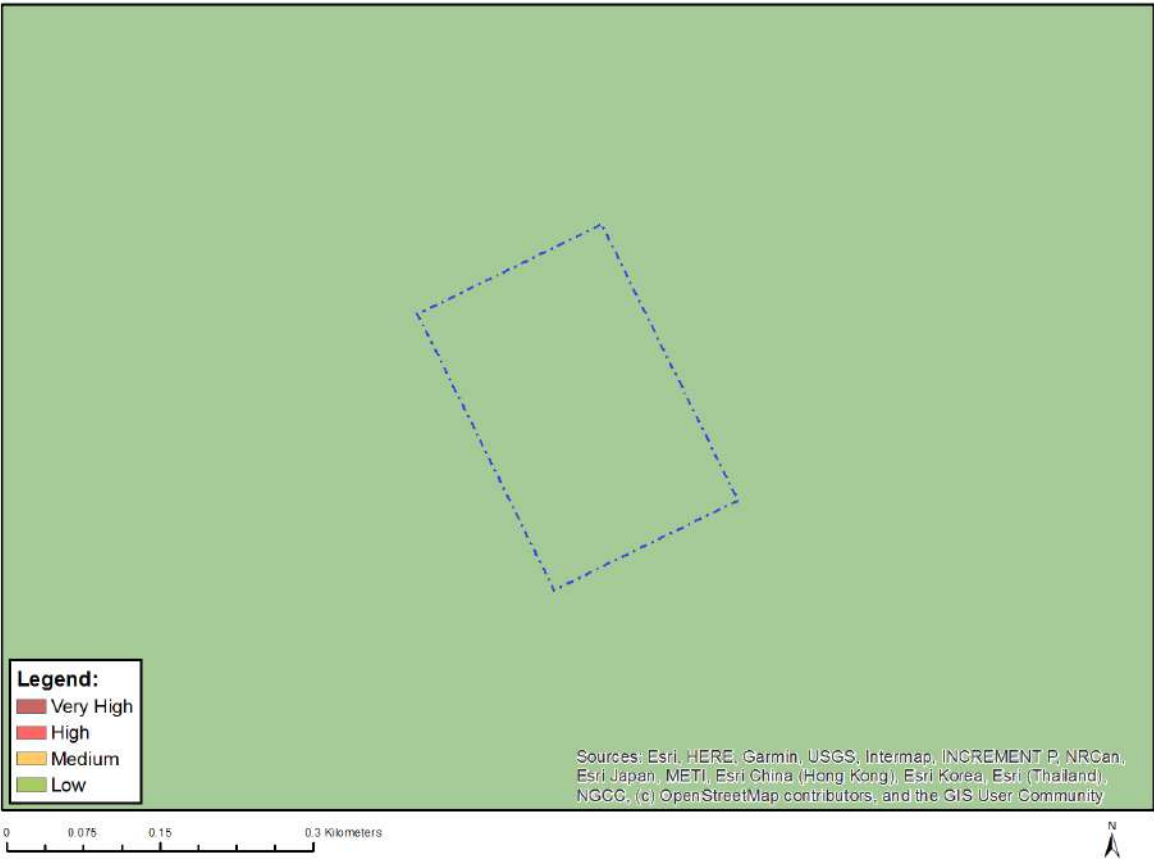 Legend:
Very High
High
Medium
Low
Sources: Esri, HERE, Garmin, USGS, Intermap, INCREMENT P, NRCan,
Esri Japan, METI, Esri China (Hong Kong), Esri Korea, Esri (Thailand),
NGCC, (c) OpenStreetMap contributors, and the GIS User Community
0 0.075 0.15 0.3 Kilometers
N